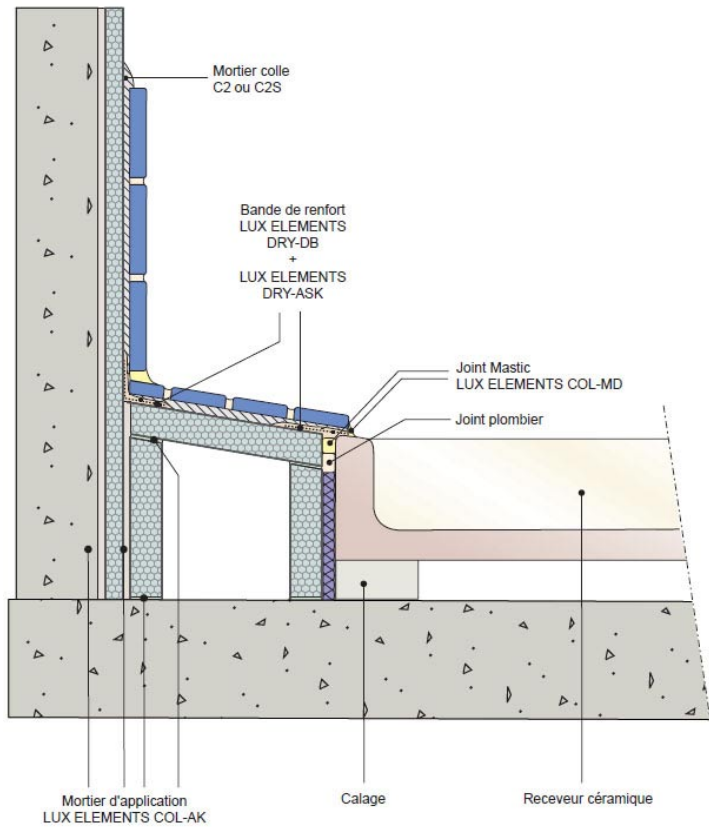 Mortier colle
C2 ou C2S
Bande de renfort
LUX ELEMENTS
DRY-DB
+
LUX ELEMENTS
DRY-ASK
Joint Mastic
LUX ELEMENTS COL-MD
Joint plombier
Mortier d'application
LUX ELEMENTS COL-AK
Calage
Receveur céramique